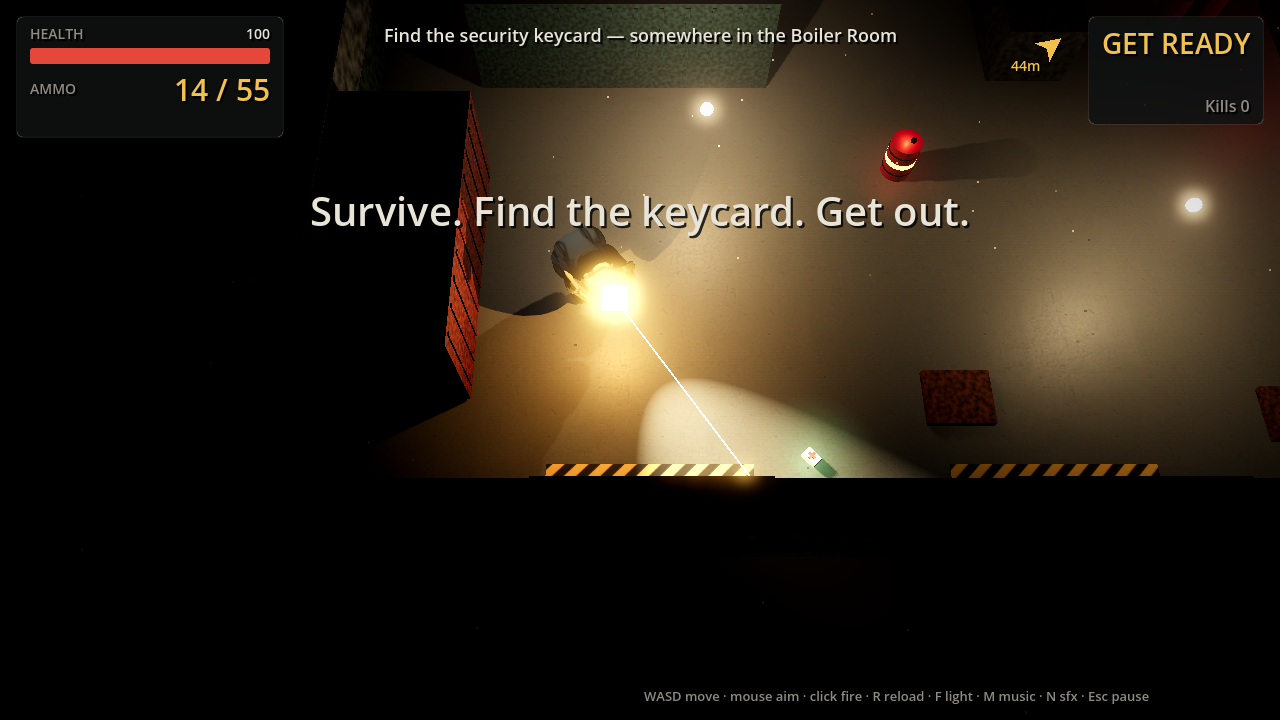 HEALTH 100
AMMO 14 / 55
Find the security keycard — somewhere in the Boiler Room
44m
GET READY
Kills 0
Survive. Find the keycard. Get out.
WASD move · mouse aim · click fire · R reload · F light · M music · N sfx · Esc pause